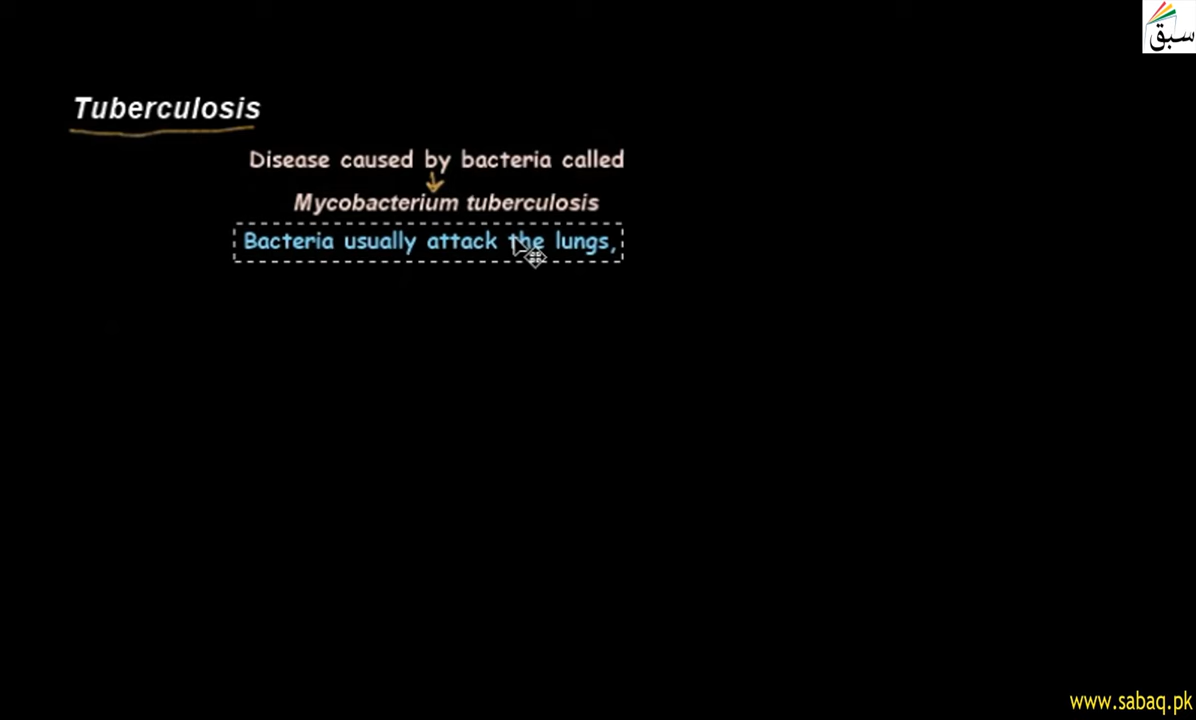 سبق
Tuberculosis
Disease caused by bacteria called
Mycobacterium tuberculosis
Bacteria usually attack the lungs,
www.sabaq.pk